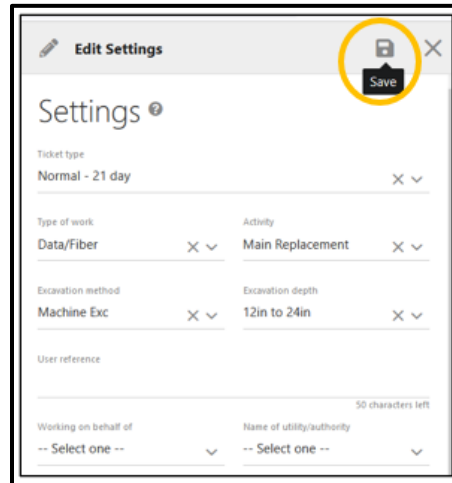 Edit Settings
Save
Settings
Ticket type
Normal - 21 day
Type of work
Activity
Data/Fiber
Main Replacement
Excavation method
Excavation depth
Machine Exc
12in to 24in
User reference
50 characters left
Working on behalf of
Name of utility/authority
-- Select one --
-- Select one --